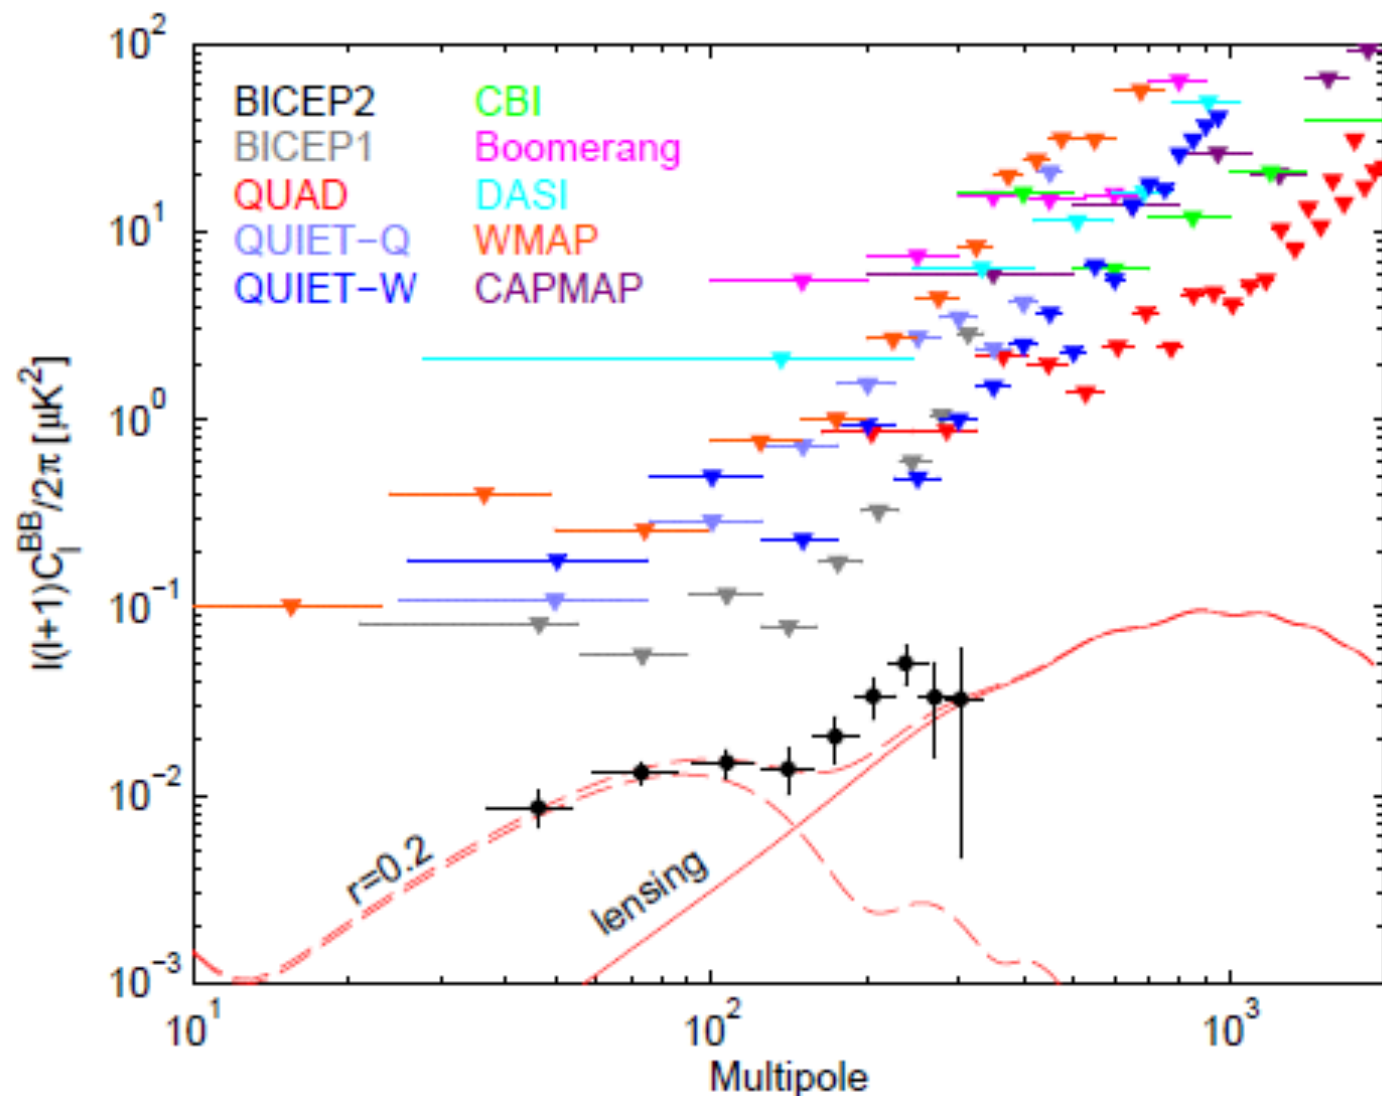 10²
BICEP2 CBI
BICEP1 Boomerang
QUAD DASI
QUIET−Q WMAP
QUIET−W CAPMAP
10¹
10⁰
10⁻¹
10⁻²
10⁻³
l(l+1)C_l^BB/2π [μK²]
r=0.2
lensing
10¹ 10² 10³
Multipole